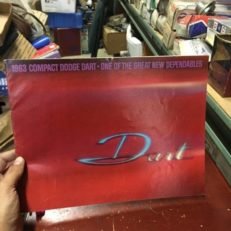 1963 COMPACT DODGE DART - ONE OF THE GREAT NEW DEPENDABLES
Dart